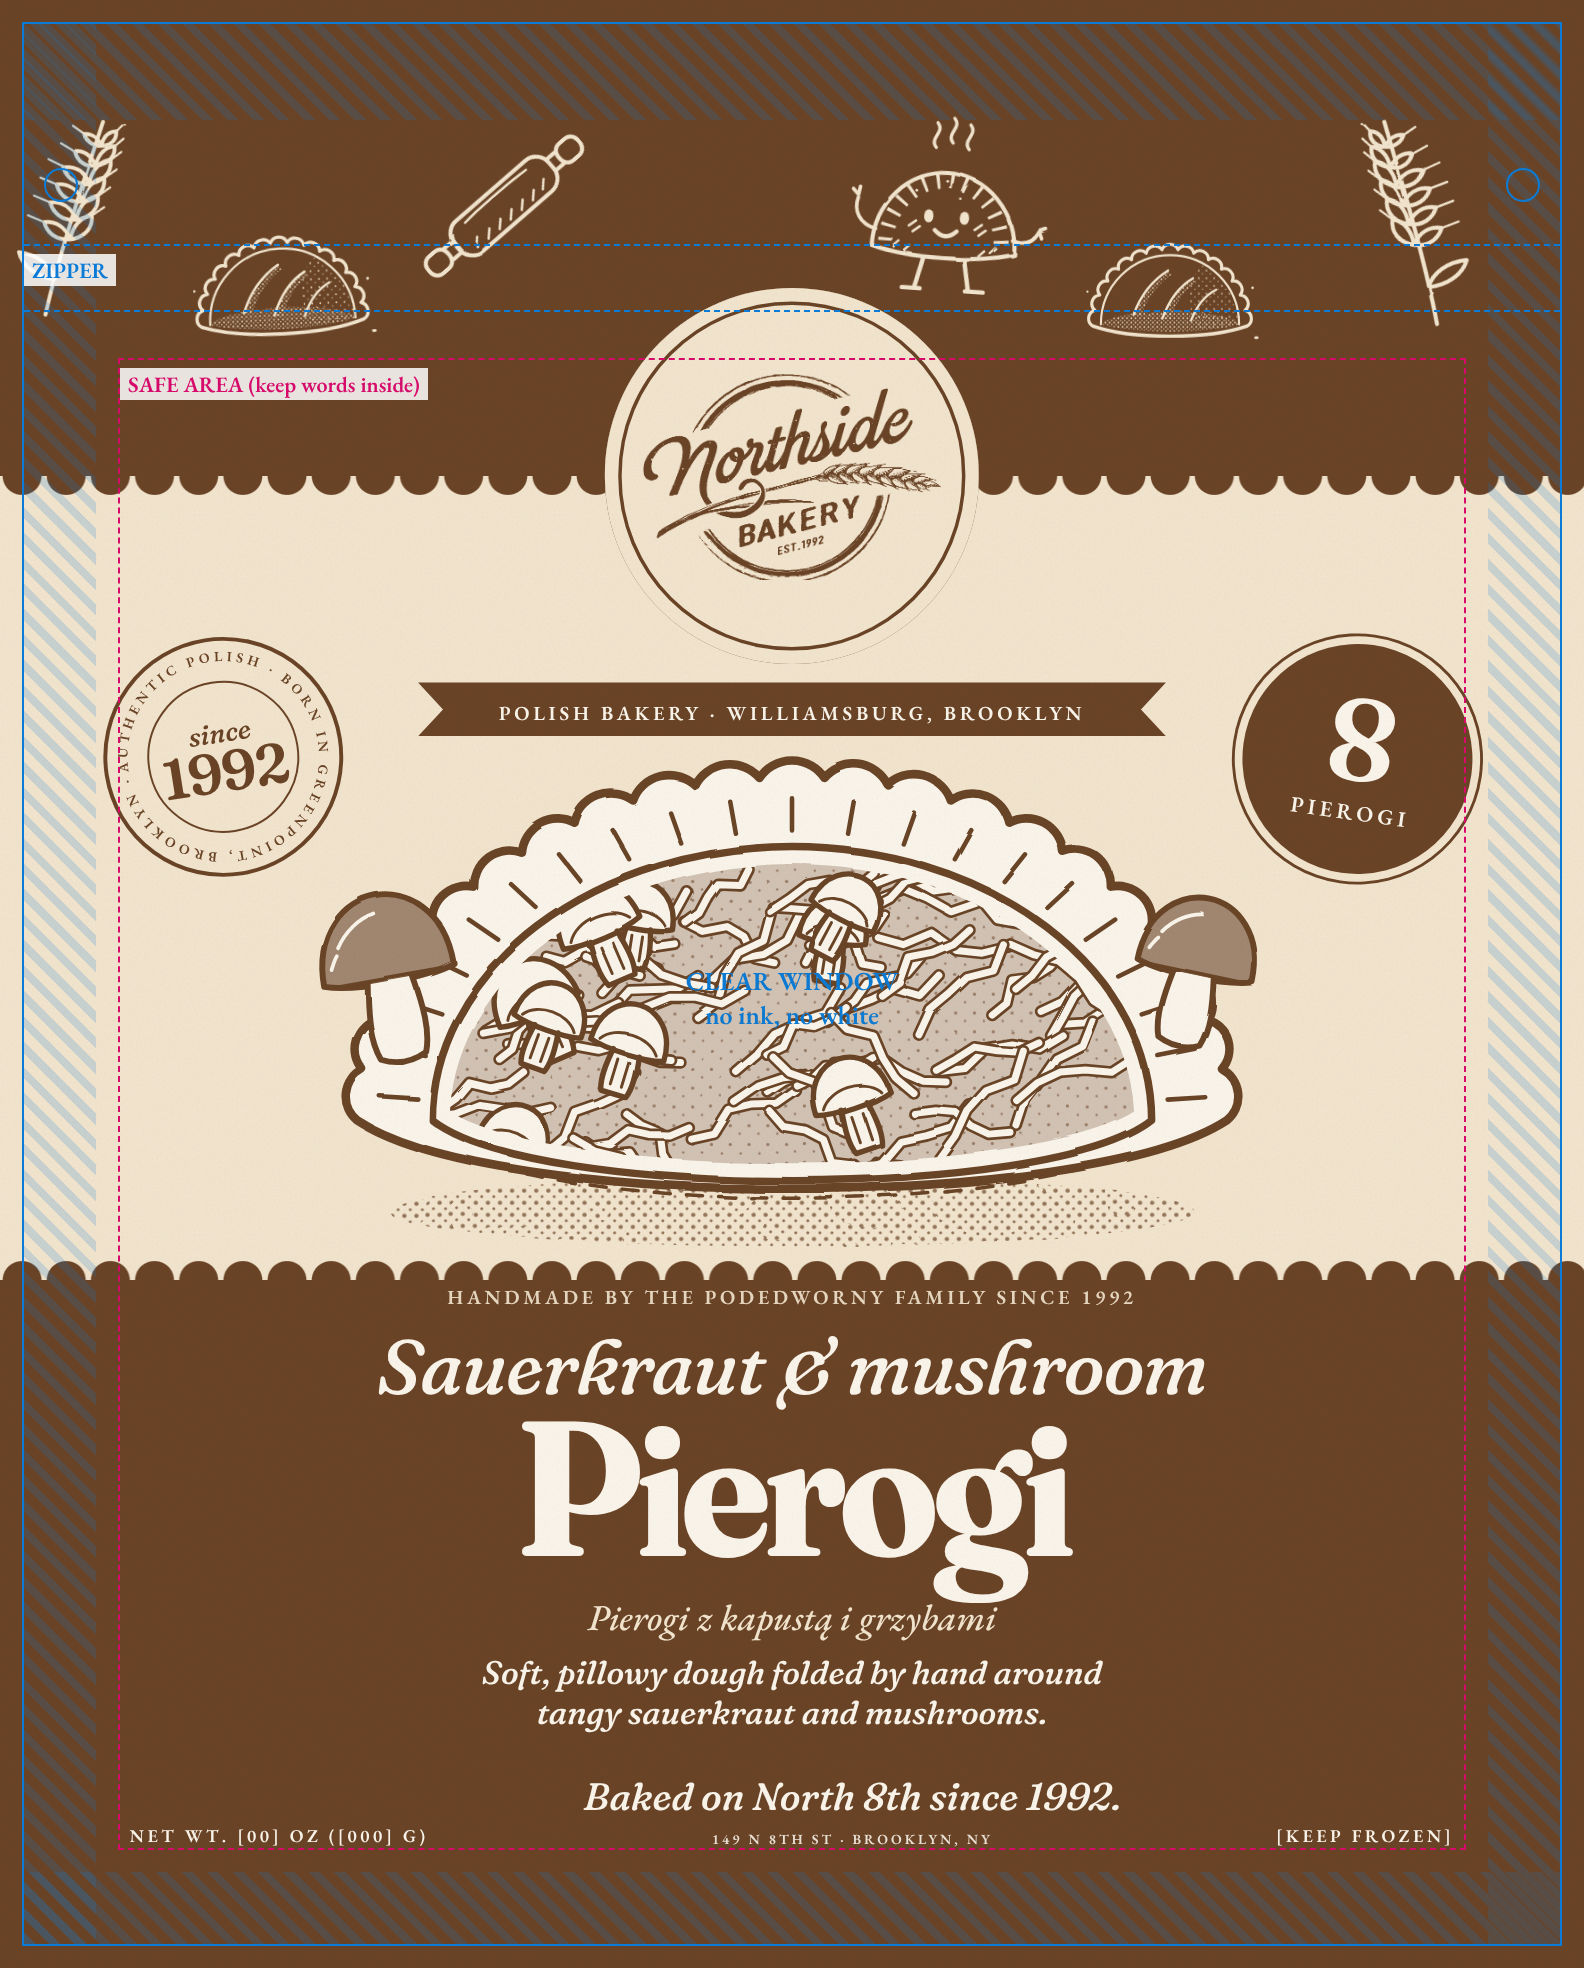 ZIPPER
SAFE AREA (keep words inside)
Northside
BAKERY
EST.1992
AUTHENTIC POLISH · BORN IN GREENPOINT, BROOKLYN ·
since
1992
POLISH BAKERY · WILLIAMSBURG, BROOKLYN
8
PIEROGI
CLEAR WINDOW
no ink, no white
HANDMADE BY THE PODEDWORNY FAMILY SINCE 1992
Sauerkraut & mushroom
Pierogi
Pierogi z kapustą i grzybami
Soft, pillowy dough folded by hand around
tangy sauerkraut and mushrooms.
Baked on North 8th since 1992.
NET WT. [00] OZ ([000] G)
149 N 8TH ST · BROOKLYN, NY
[KEEP FROZEN]